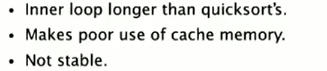 • Inner loop longer than quicksort's.
• Makes poor use of cache memory.
• Not stable.